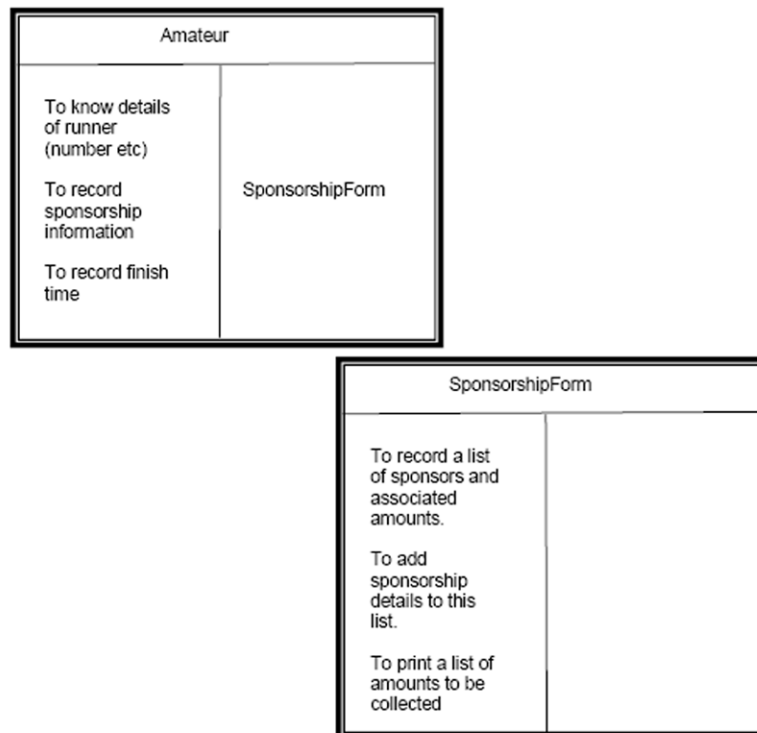 Amateur
To know details
of runner
(number etc)
To record
sponsorship
information
To record finish
time
SponsorshipForm
SponsorshipForm
To record a list
of sponsors and
associated
amounts.
To add
sponsorship
details to this
list.
To print a list of
amounts to be
collected